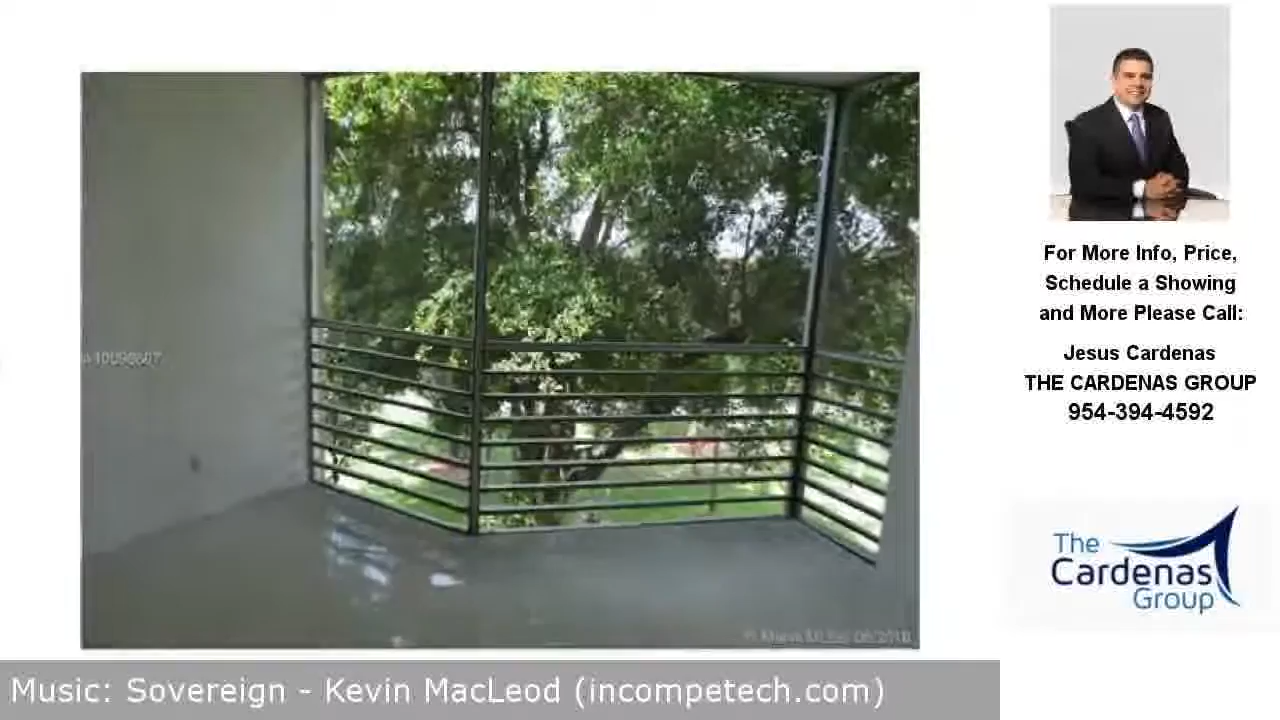 For More Info, Price,
Schedule a Showing
and More Please Call:
Jesus Cardenas
THE CARDENAS GROUP
954-394-4592
The
Cardenas
Group
Music: Sovereign - Kevin MacLeod (incompetech.com)